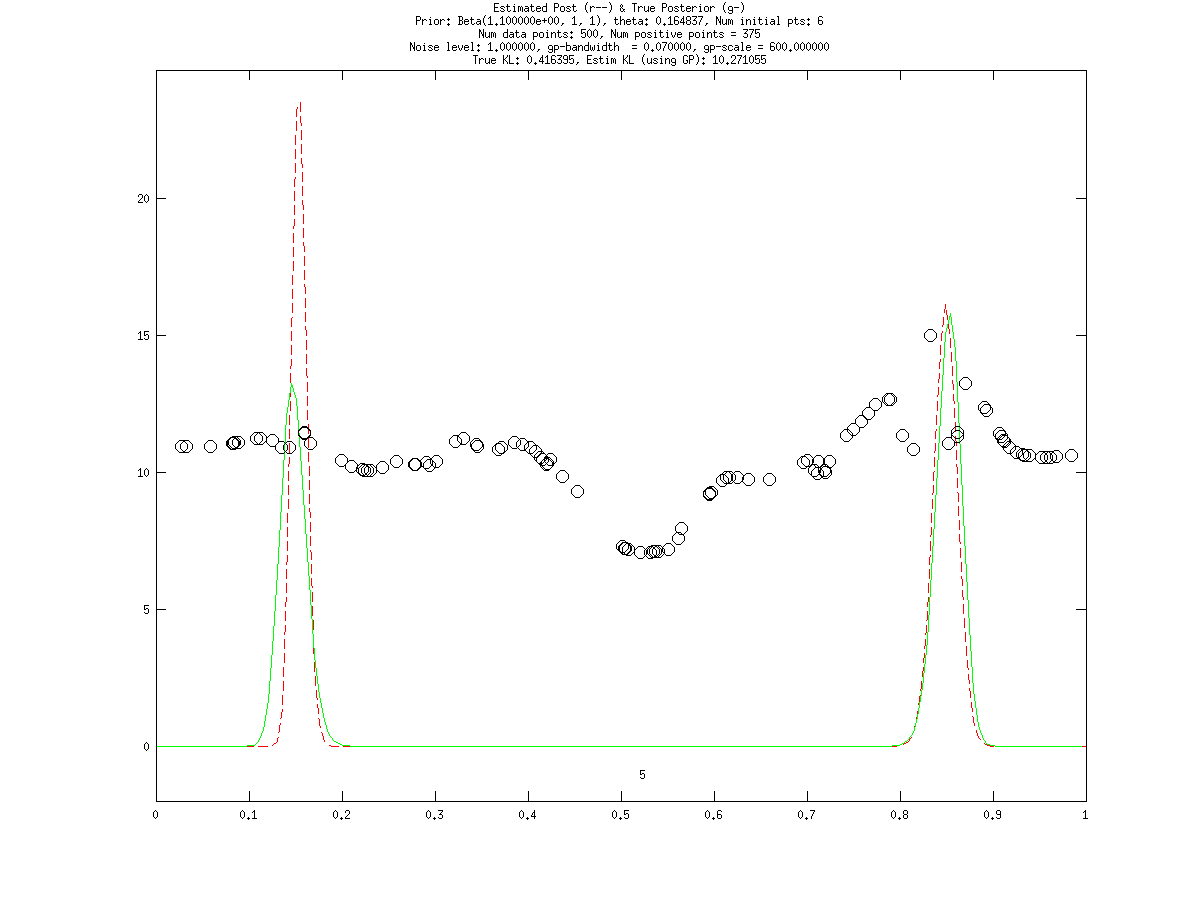 Estimated Post (r--) & True Posterior (g-)
Prior: Beta(1.100000e+00, 1, 1), theta: 0.164837, Num initial pts: 6
Num data points: 500, Num positive points = 375
Noise level: 1.000000, gp-bandwidth  = 0.070000, gp-scale = 600.000000
True KL: 0.416395, Estim KL (using GP): 10.271055
20
15
10
5
0
5
0 0.1 0.2 0.3 0.4 0.5 0.6 0.7 0.8 0.9 1